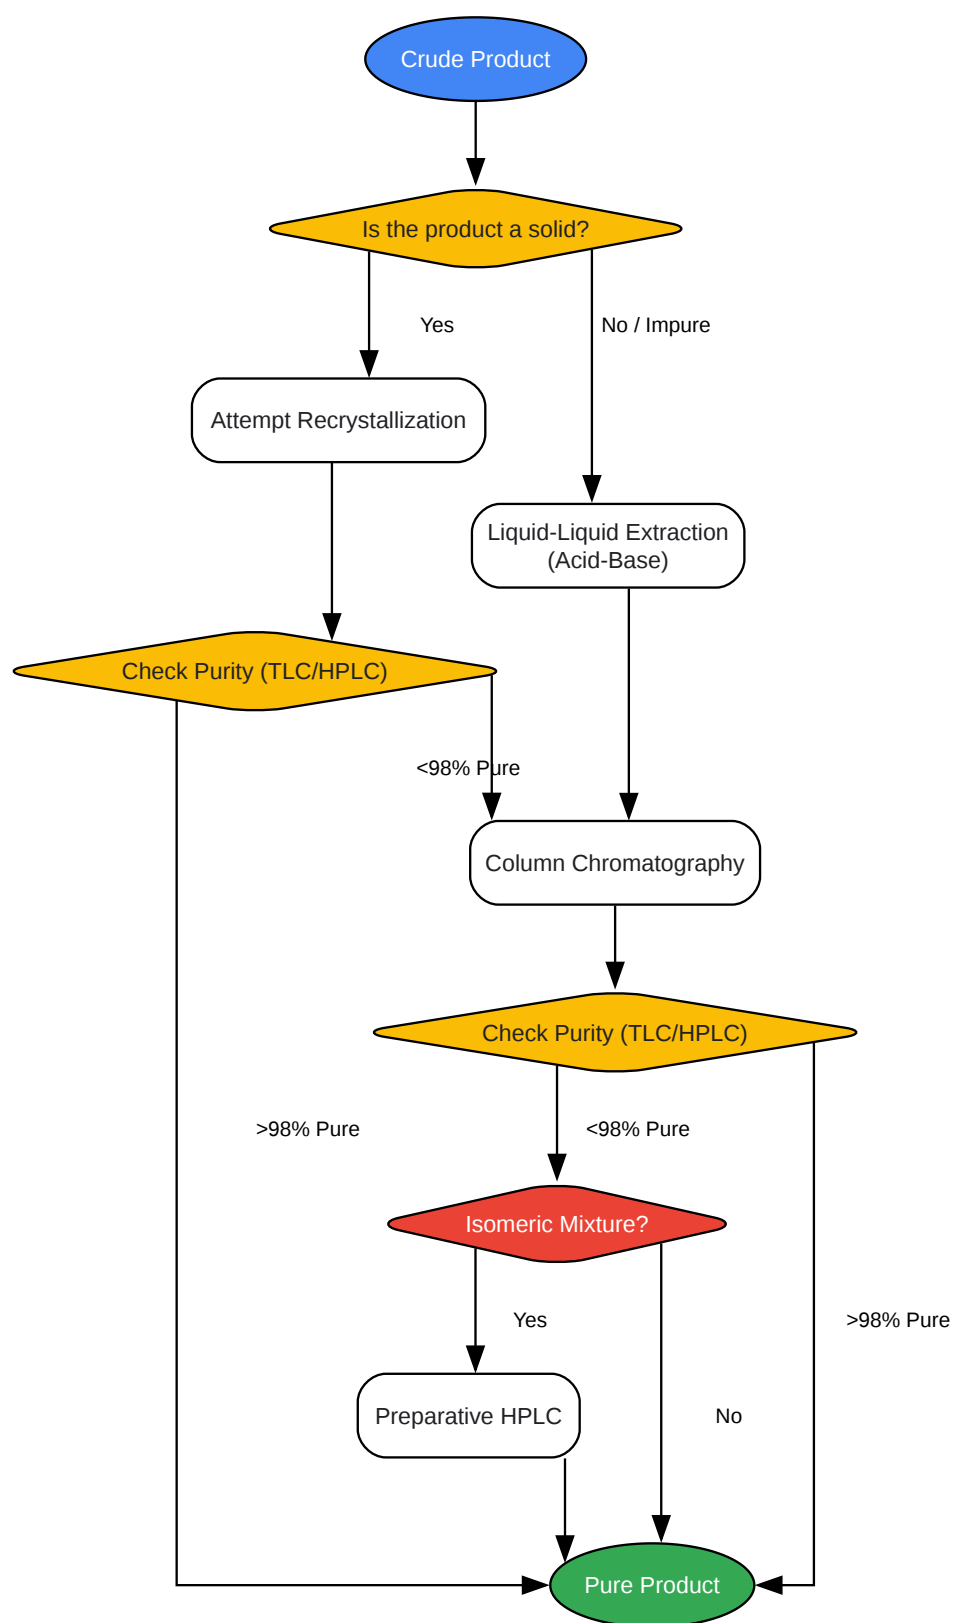 Crude Product
Is the product a solid?
Yes
No / Impure
Attempt Recrystallization
Liquid-Liquid Extraction
(Acid-Base)
Check Purity (TLC/HPLC)
<98% Pure
Column Chromatography
Check Purity (TLC/HPLC)
>98% Pure
<98% Pure
Isomeric Mixture?
Yes
>98% Pure
Preparative HPLC
No
Pure Product